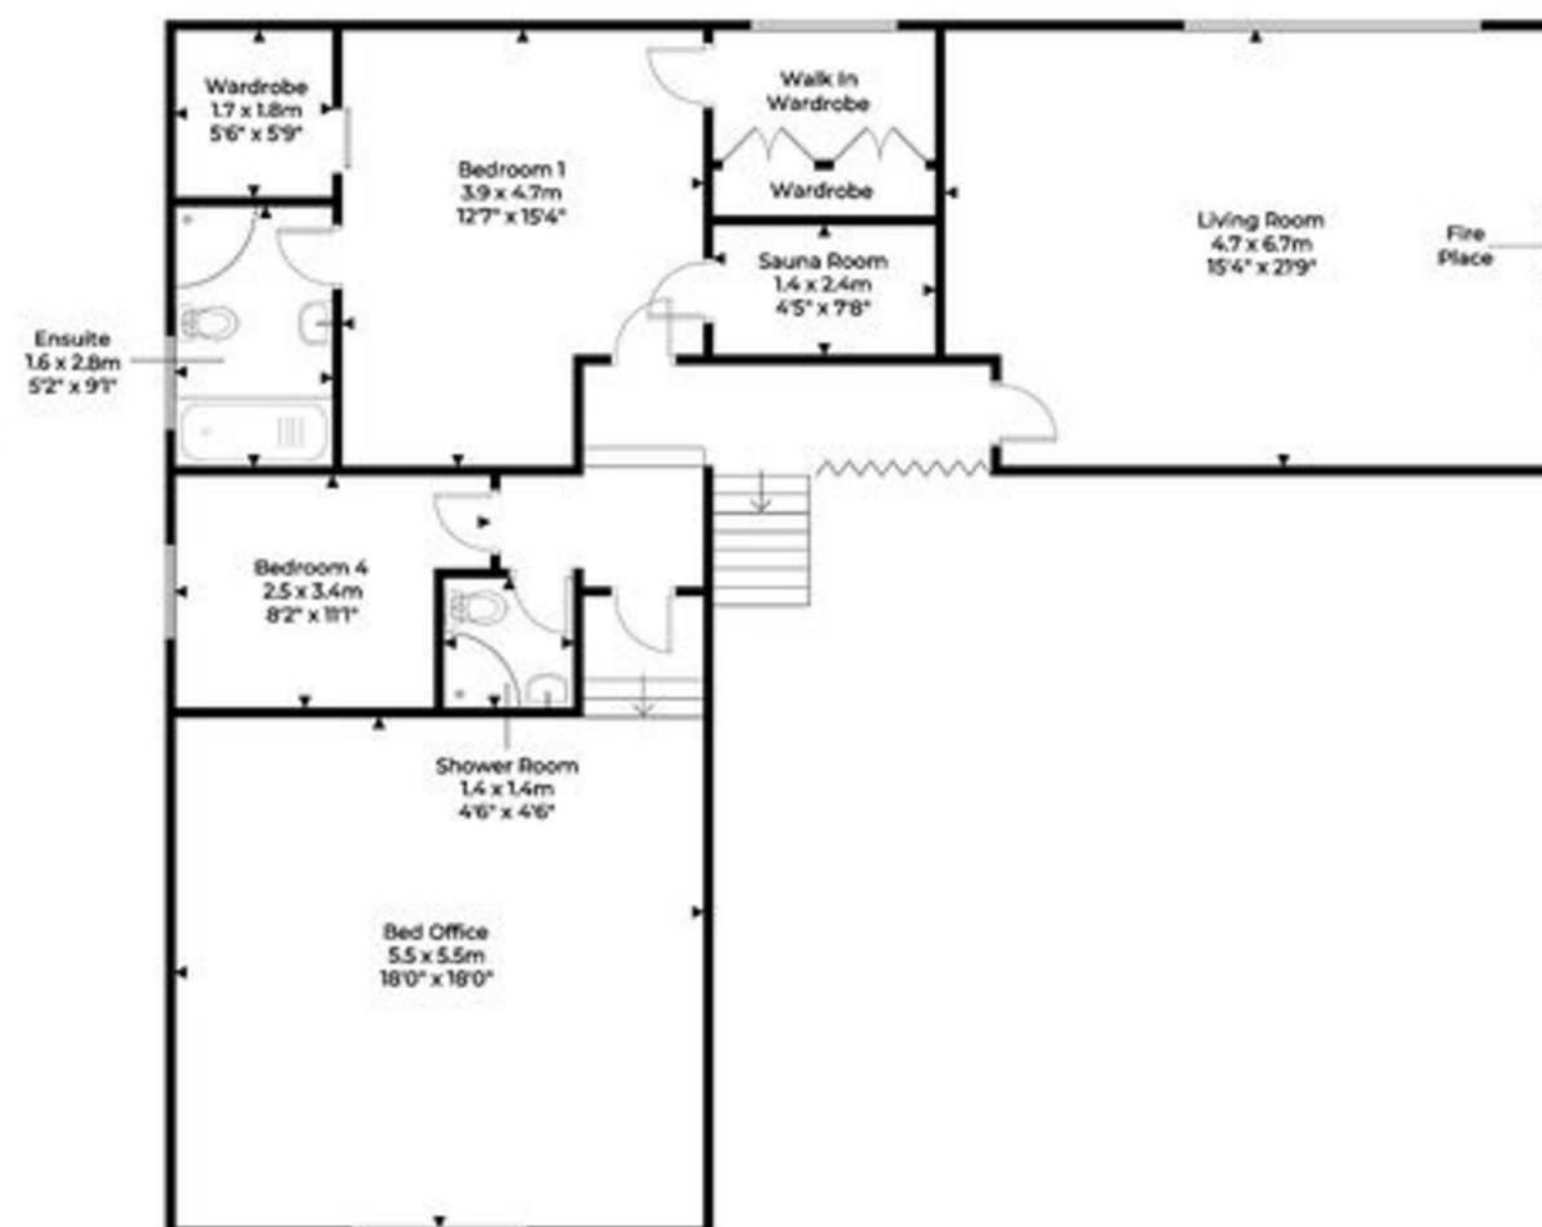 Wardrobe
1.7 x 1.8m
5'6" x 5'9"
Bedroom 1
3.9 x 4.7m
12'7" x 15'4"
Walk In
Wardrobe
Wardrobe
Sauna Room
1.4 x 2.4m
4'5" x 7'8"
Living Room
4.7 x 6.7m
15'4" x 21'9"
Fire
Place
Ensuite
1.6 x 2.8m
5'2" x 9'1"
Bedroom 4
2.5 x 3.4m
8'2" x 11'1"
Shower Room
1.4 x 1.4m
4'6" x 4'6"
Bed Office
5.5 x 5.5m
18'0" x 18'0"